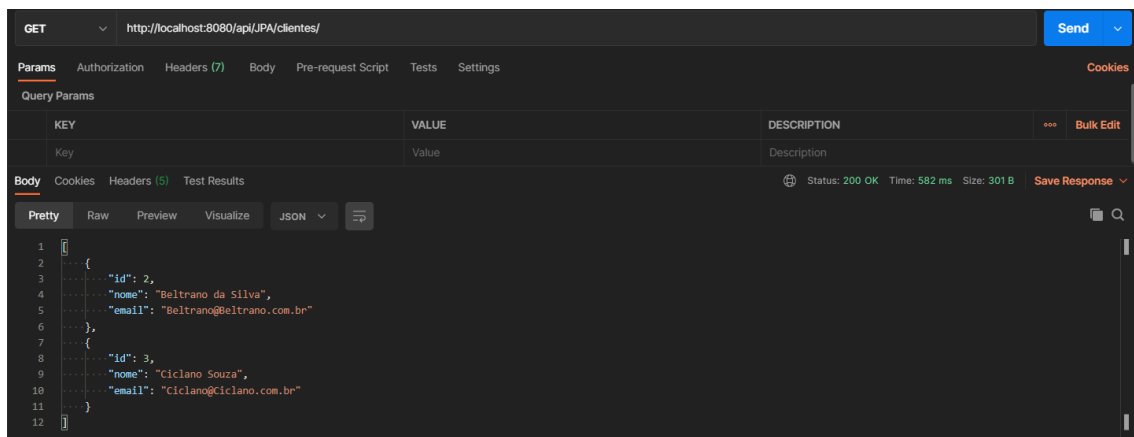 GET http://localhost:8080/api/JPA/clientes/ Send
Params Authorization Headers (7) Body Pre-request Script Tests Settings Cookies
Query Params
KEY VALUE DESCRIPTION ooo Bulk Edit
Key Value Description
Body Cookies Headers (5) Test Results Status: 200 OK Time: 582 ms Size: 301 B Save Response
Pretty Raw Preview Visualize JSON
1 [
2 {
3 "id": 2,
4 "nome": "Beltrano da Silva",
5 "email": "Beltrano@Beltrano.com.br"
6 },
7 {
8 "id": 3,
9 "nome": "Ciclano Souza",
10 "email": "Ciclano@Ciclano.com.br"
11 }
12 ]